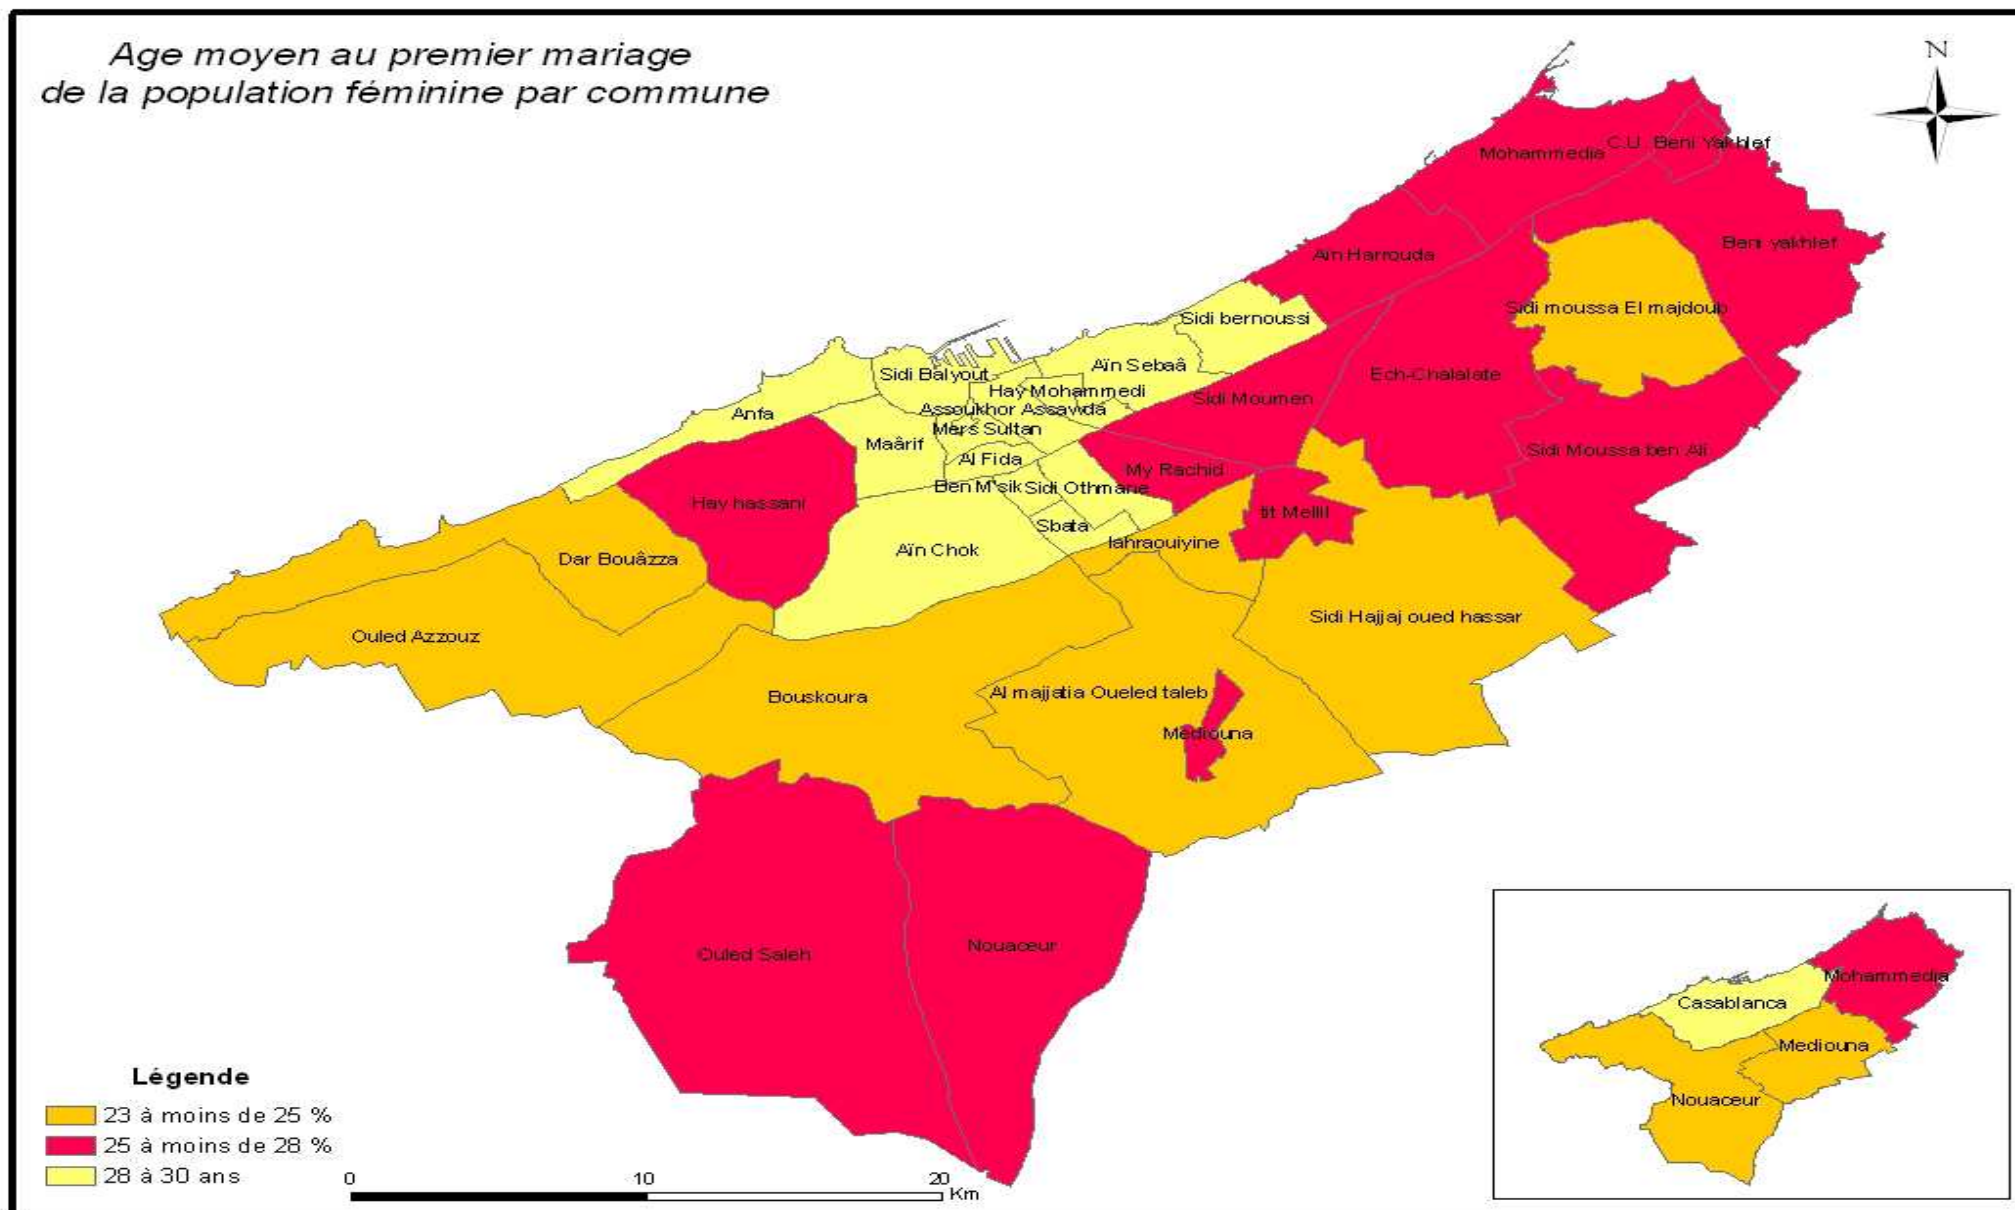 Age moyen au premier mariage
de la population féminine par commune
N
Mohammedia
C.U. Beni Yakhlef
Beni yakhlef
Aïn Harrouda
Sidi moussa El majdoub
Sidi bernoussi
Aïn Sebaâ
Sidi Balyout
Ech-Chalalate
Hay Mohammedi
Sidi Moumen
Assoukhor Assawda
Anfa
Mers Sultan
Maârif
Sidi Moussa ben Ali
Al Fida
My Rachid
Ben M'sik
Sidi Othmane
Hay hassani
tit Mellil
Sbata
lahraouiyine
Aïn Chok
Dar Bouâzza
Sidi Hajjaj oued hassar
Ouled Azzouz
Al majjatia Oueled taleb
Bouskoura
Mediouna
Nouaceur
Ouled Saleh
Légende
23 à moins de 25 %
25 à moins de 28 %
28 à 30 ans
0 10 20
Km
Mohammedia
Casablanca
Mediouna
Nouaceur